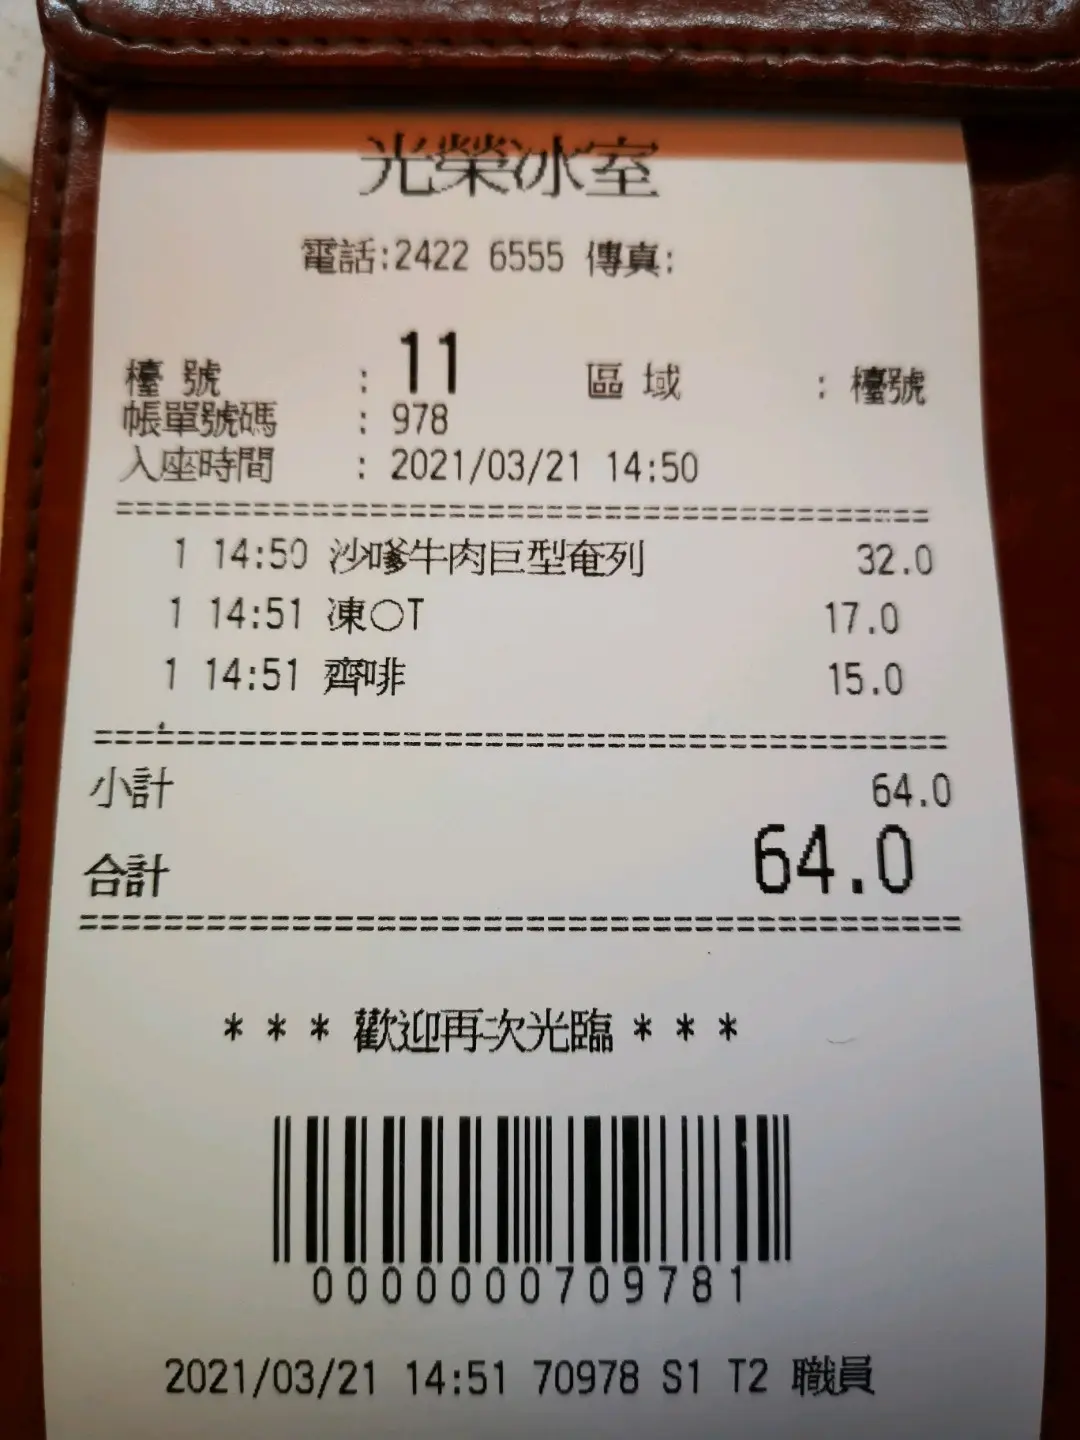 光榮冰室
電話:2422 6555 傳真:
檯 號 : 11 區 域 : 檯號
帳單號碼 : 978
入座時間 : 2021/03/21 14:50
1 14:50 沙嗲牛肉巨型奄列 32.0
1 14:51 凍○T 17.0
1 14:51 齋啡 15.0
小計 64.0
合計 64.0
* * * 歡迎再次光臨 * * *
0000000709781
2021/03/21 14:51 70978 S1 T2 職員